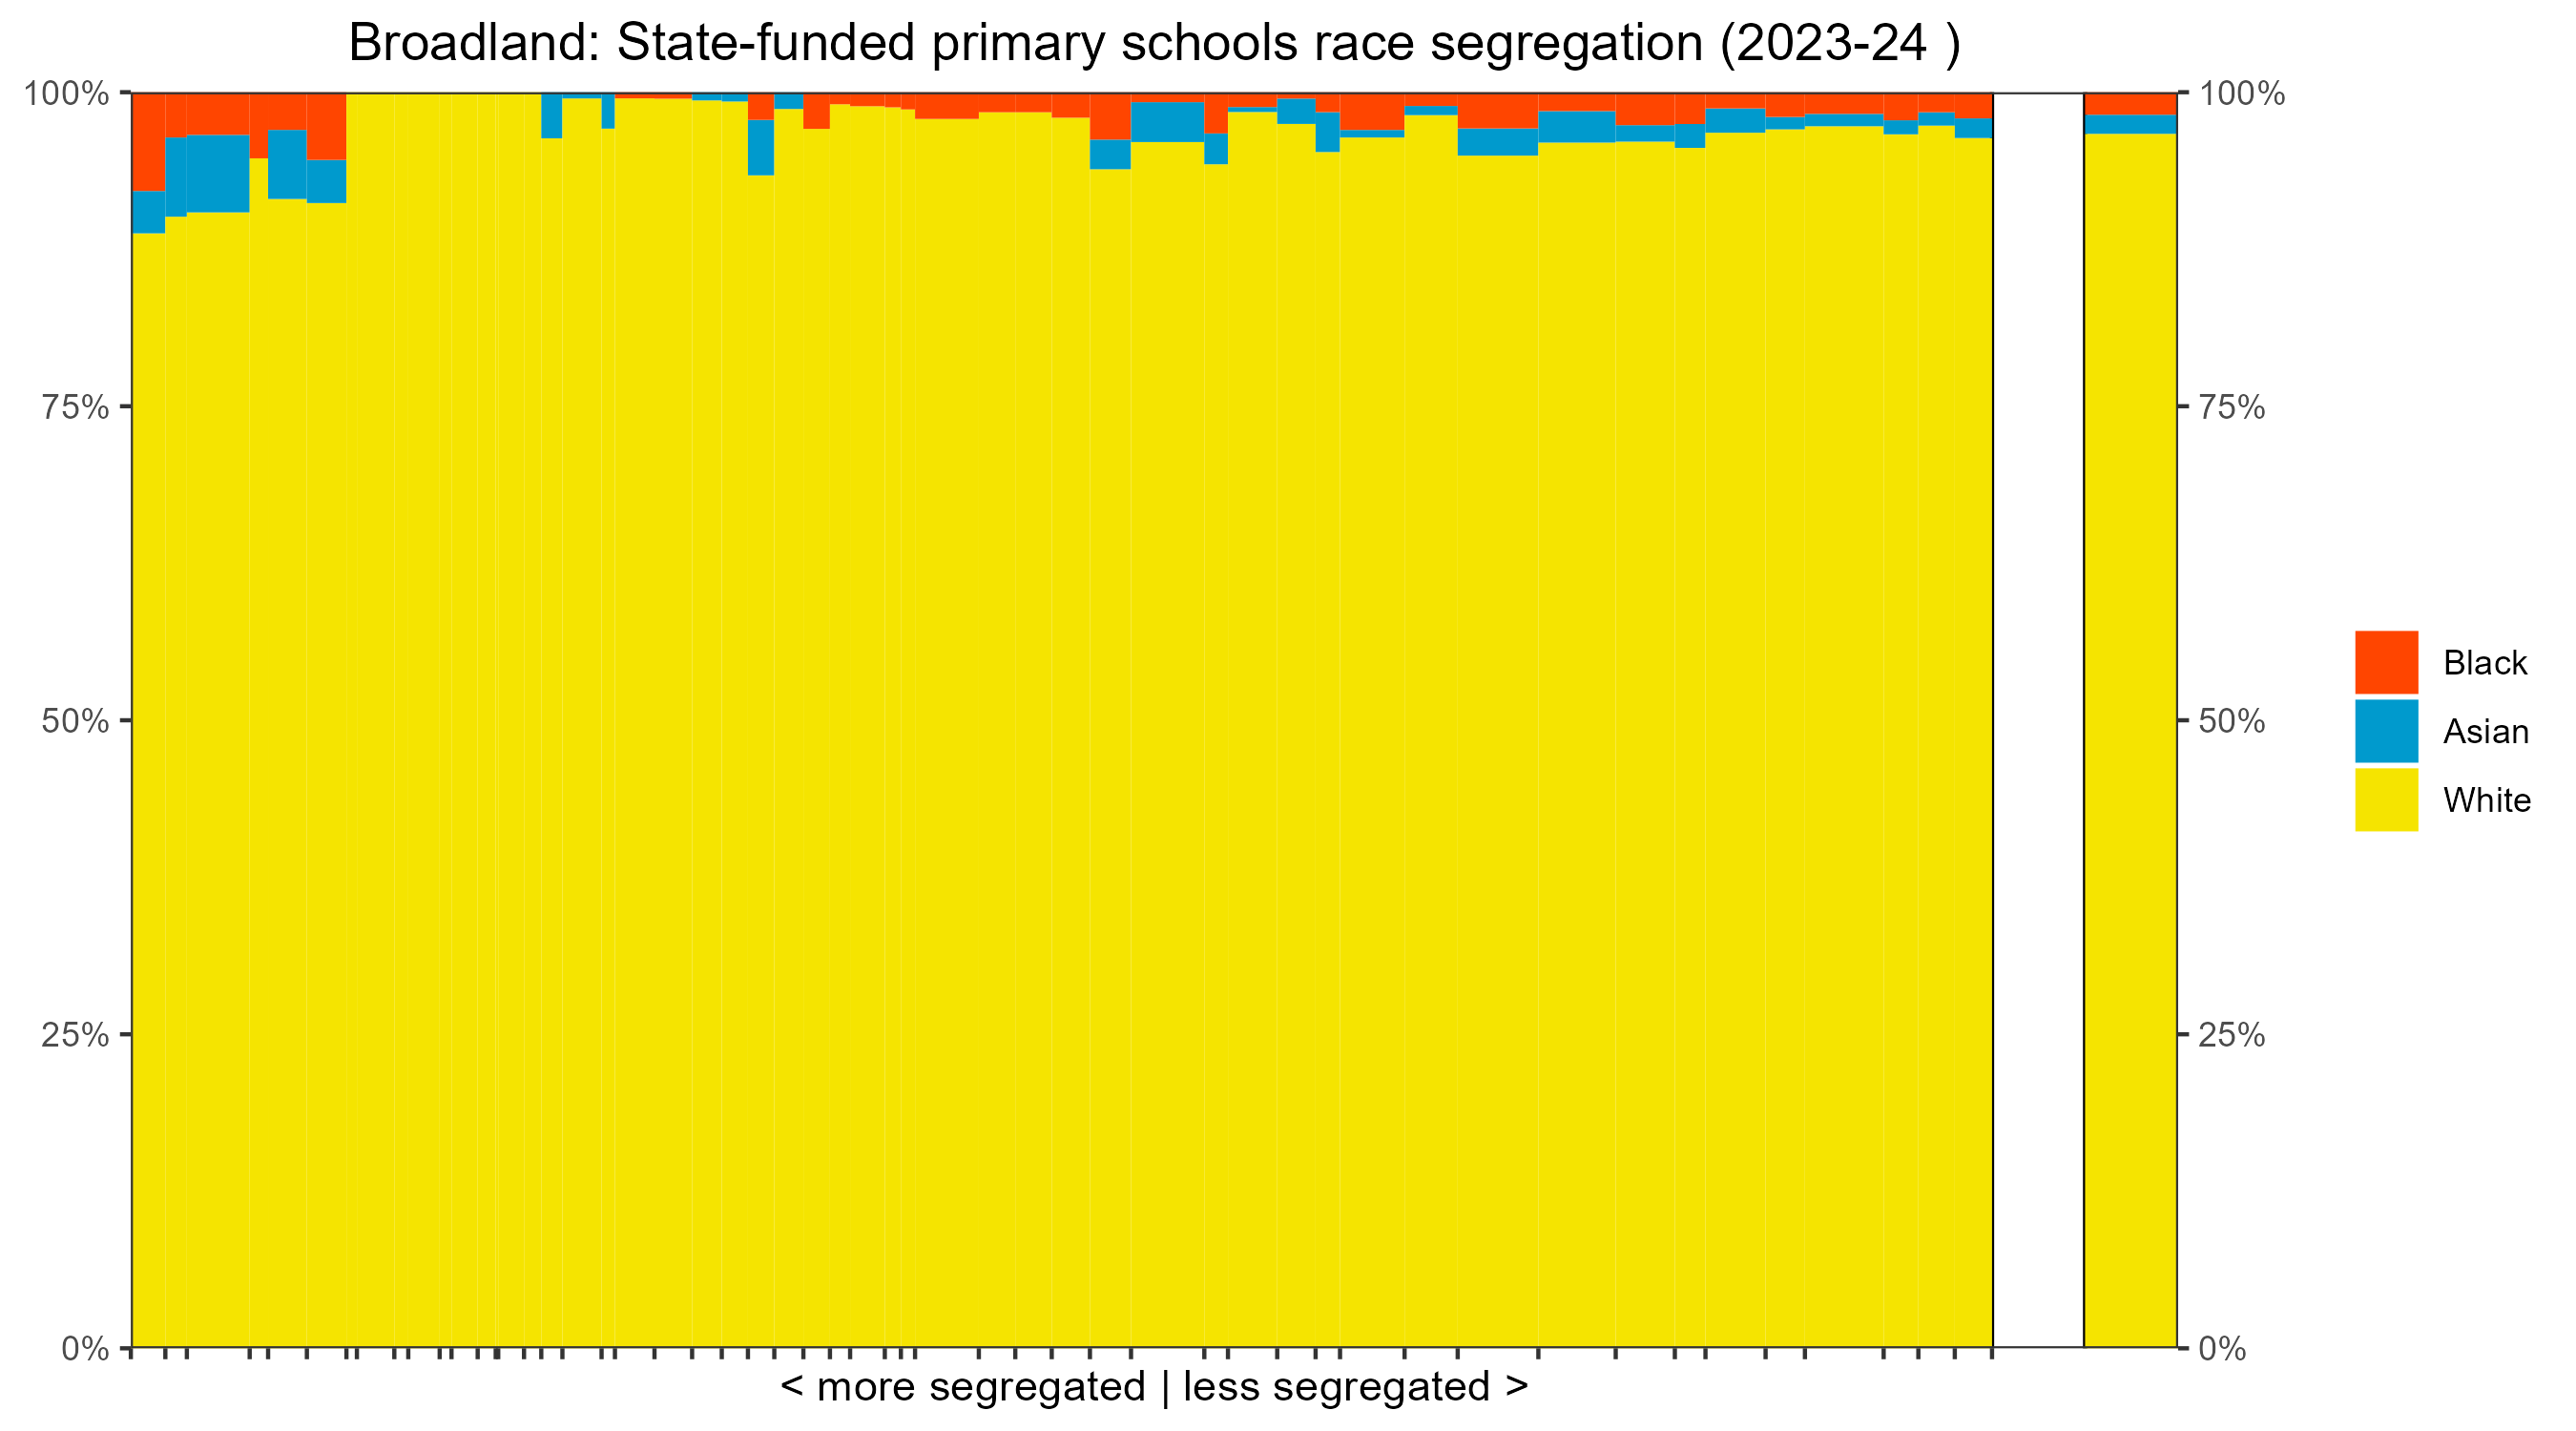 Broadland: State-funded primary schools race segregation (2023-24 )
100%
75%
50%
25%
0%
100%
75%
50%
25%
0%
Black
Asian
White
< more segregated | less segregated >